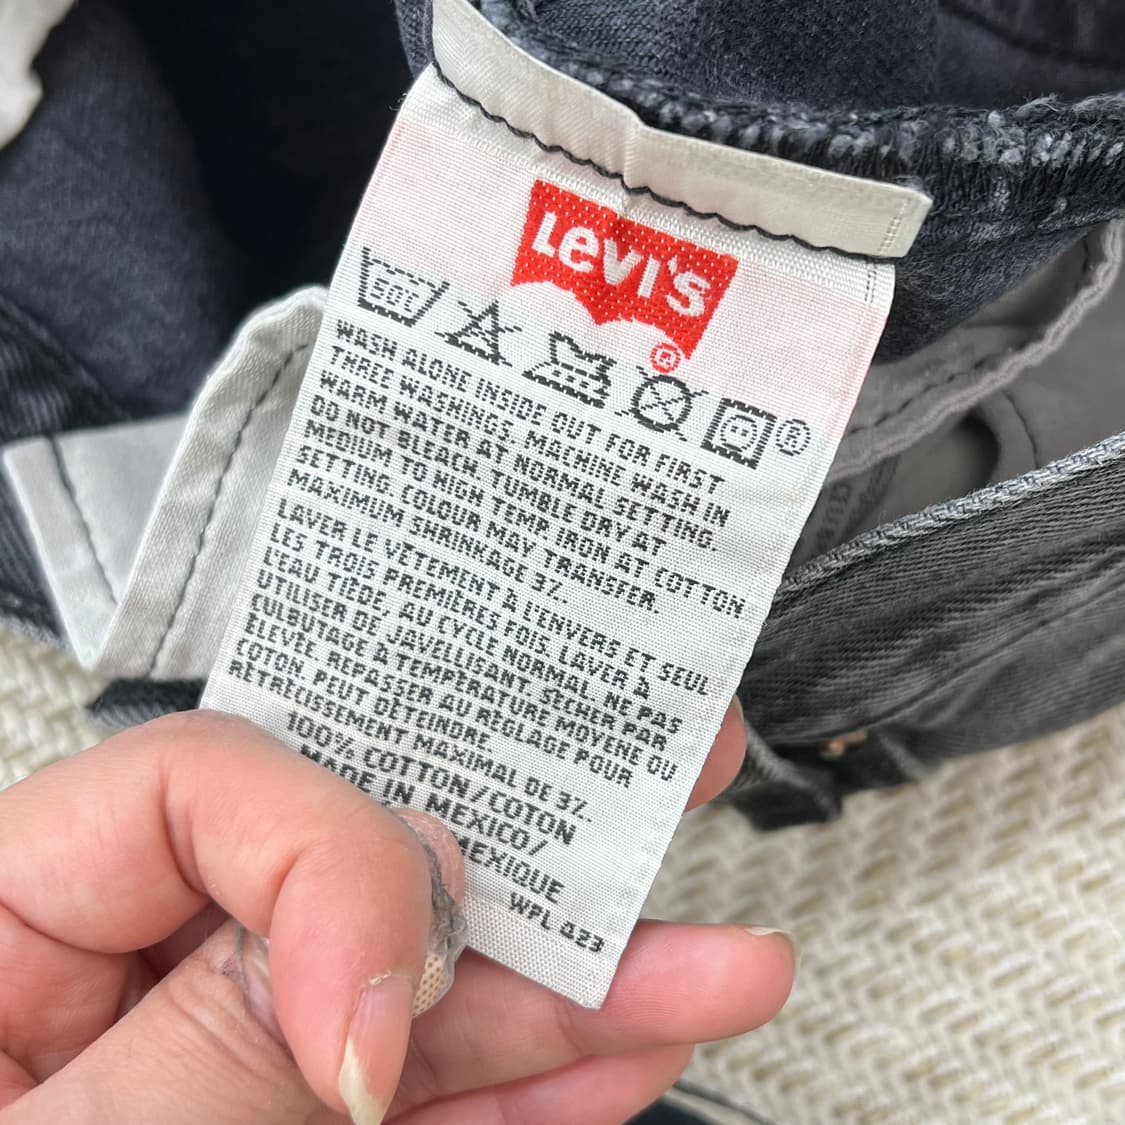 LEVI'S
®
50C
®
WASH ALONE INSIDE OUT FOR FIRST
THREE WASHINGS. MACHINE WASH IN
WARM WATER AT NORMAL SETTING.
DO NOT BLEACH. TUMBLE DRY AT
MEDIUM TO HIGH TEMP. IRON AT COTTON
SETTING. COLOUR MAY TRANSFER.
MAXIMUM SHRINKAGE 3%.
LAVER LE VÊTEMENT À L'ENVERS ET SEUL
LES TROIS PREMIÈRES FOIS. LAVER À
L'EAU TIÈDE, AU CYCLE NORMAL. NE PAS
UTILISER DE JAVELLISANT. SÉCHER PAR
CULBUTAGE À TEMPÉRATURE MOYENNE OU
ÉLEVÉE. REPASSER AU RÉGLAGE POUR
COTON. PEUT DÉTEINDRE.
RÉTRÉCISSEMENT MAXIMAL DE 3%.
100% COTTON/COTON
MADE IN MEXICO/
MEXIQUE
WPL 423